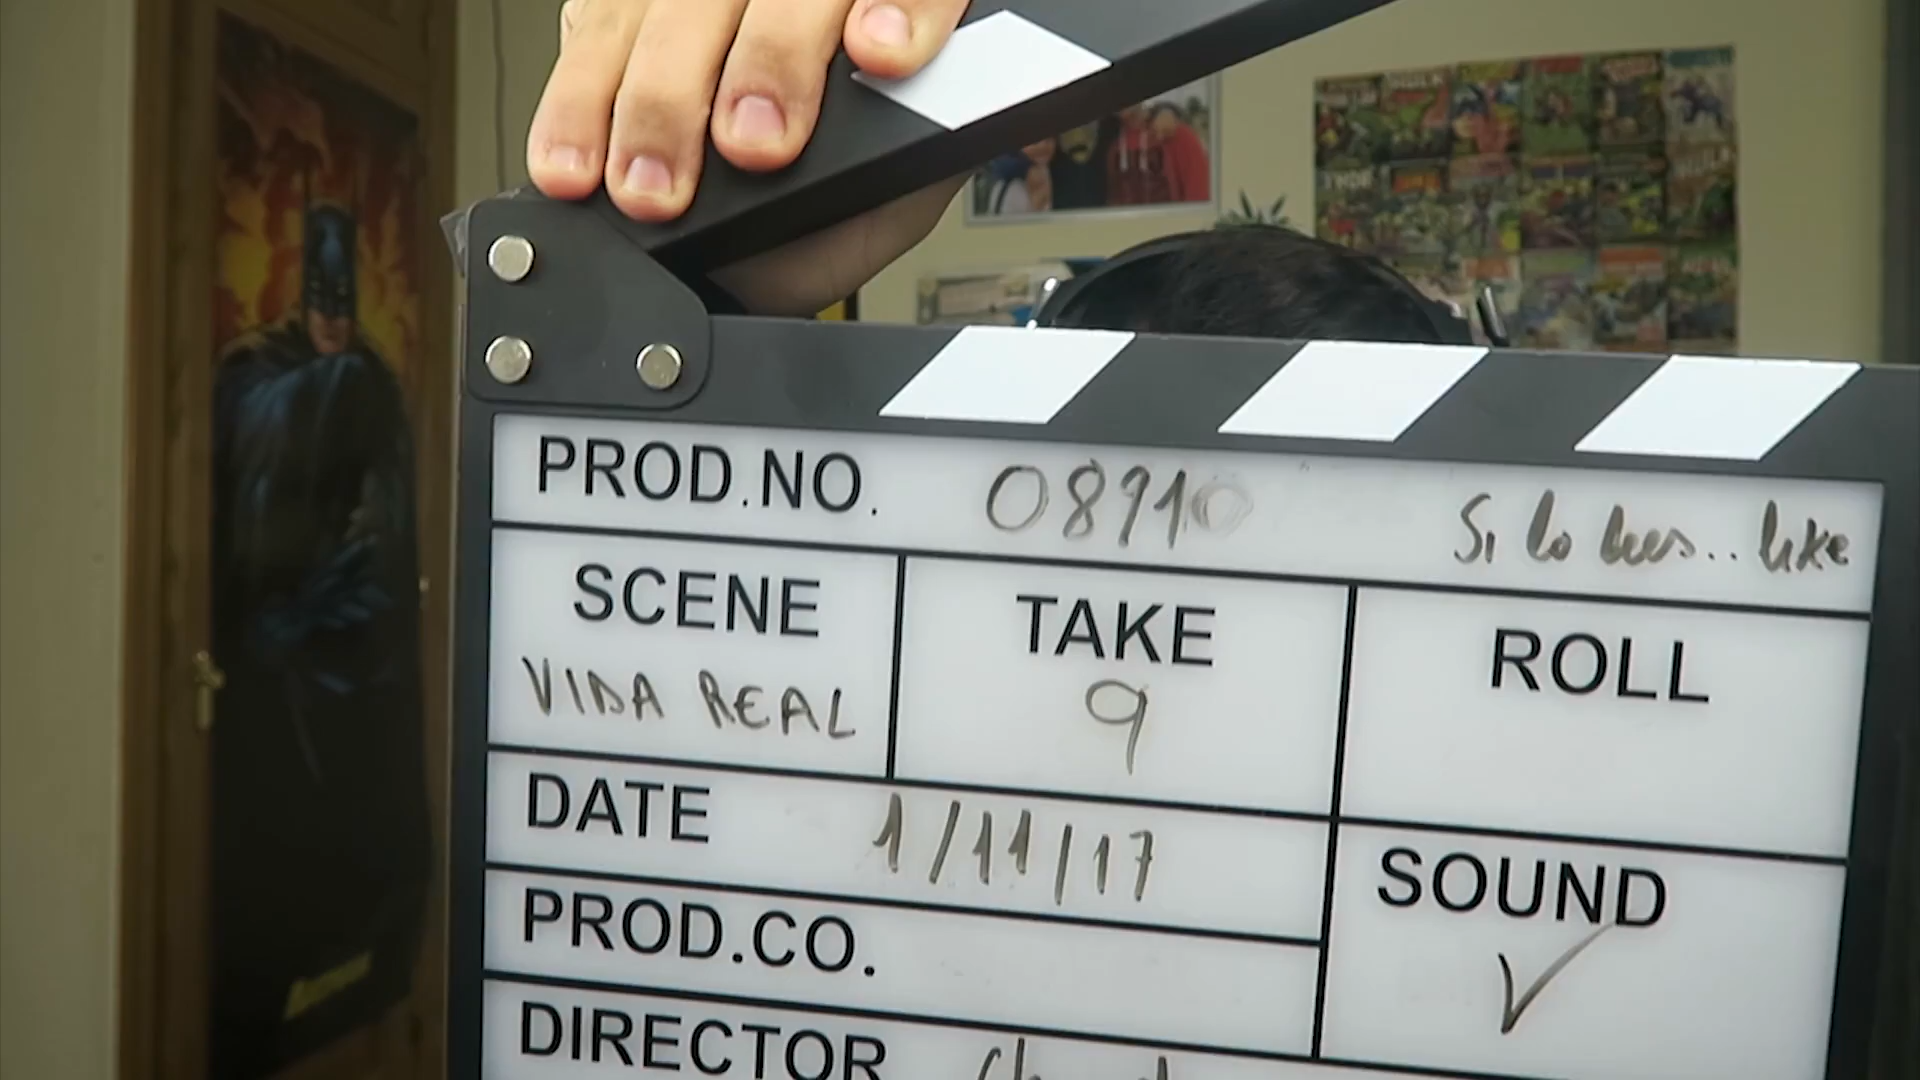 PROD.NO. 08910 Si lo lees.. like
SCENE TAKE ROLL
VIDA REAL 9
DATE 1/11/17
SOUND
PROD.CO.
DIRECTOR